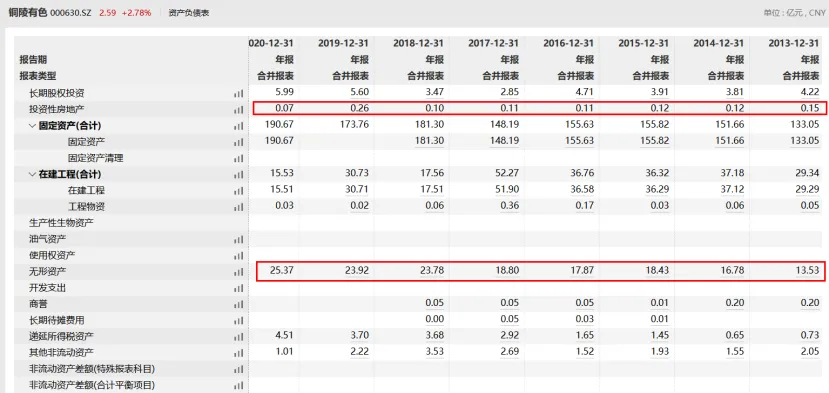 铜陵有色 000630.SZ 2.59 +2.78% 资产负债表 单位 : 亿元 , CNY
020-12-31 2019-12-31 2018-12-31 2017-12-31 2016-12-31 2015-12-31 2014-12-31 2013-12-31
报告期 年报 年报 年报 年报 年报 年报 年报 年报
报表类型 合并报表 合并报表 合并报表 合并报表 合并报表 合并报表 合并报表 合并报表
长期股权投资 5.99 5.60 3.47 2.85 4.71 3.91 3.81 4.22
投资性房地产 0.07 0.26 0.10 0.11 0.11 0.12 0.12 0.15
固定资产(合计) 190.67 173.76 181.30 148.19 155.63 155.82 151.66 133.05
固定资产 190.67 181.30 148.19 155.63 155.82 151.66 133.05
固定资产清理
在建工程(合计) 15.53 30.73 17.56 52.27 36.76 36.32 37.18 29.34
在建工程 15.51 30.71 17.51 51.90 36.58 36.29 37.12 29.29
工程物资 0.03 0.02 0.06 0.36 0.17 0.03 0.06 0.05
生产性生物资产
油气资产
使用权资产
无形资产 25.37 23.92 23.78 18.80 17.87 18.43 16.78 13.53
开发支出
商誉 0.05 0.05 0.05 0.01 0.20 0.20
长期待摊费用 0.00 0.05 0.03 0.01
递延所得税资产 4.51 3.70 3.68 2.92 1.65 1.45 0.65 0.73
其他非流动资产 1.01 2.22 3.53 2.69 1.52 1.93 1.55 2.05
非流动资产差额(特殊报表科目)
非流动资产差额(合计平衡项目)